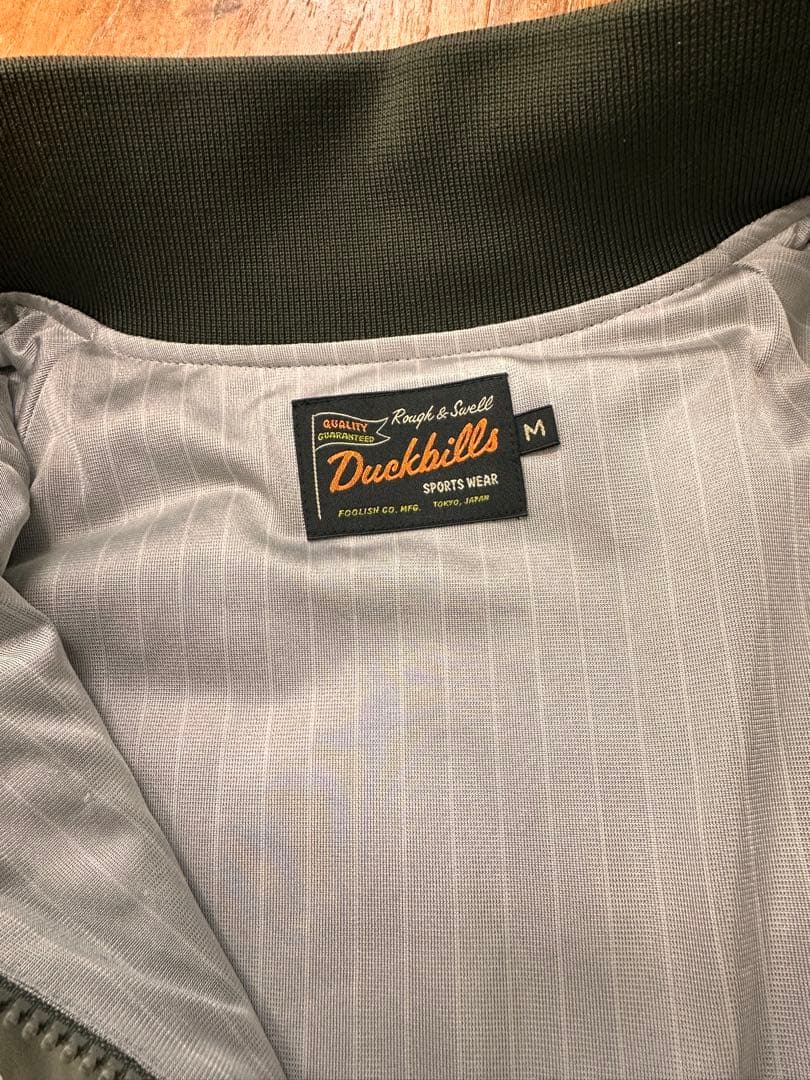 Rough & Swell
QUALITY
GUARANTEED
Duckbills
SPORTS WEAR
FOOLISH CO. MFG. TOKYO, JAPAN
M